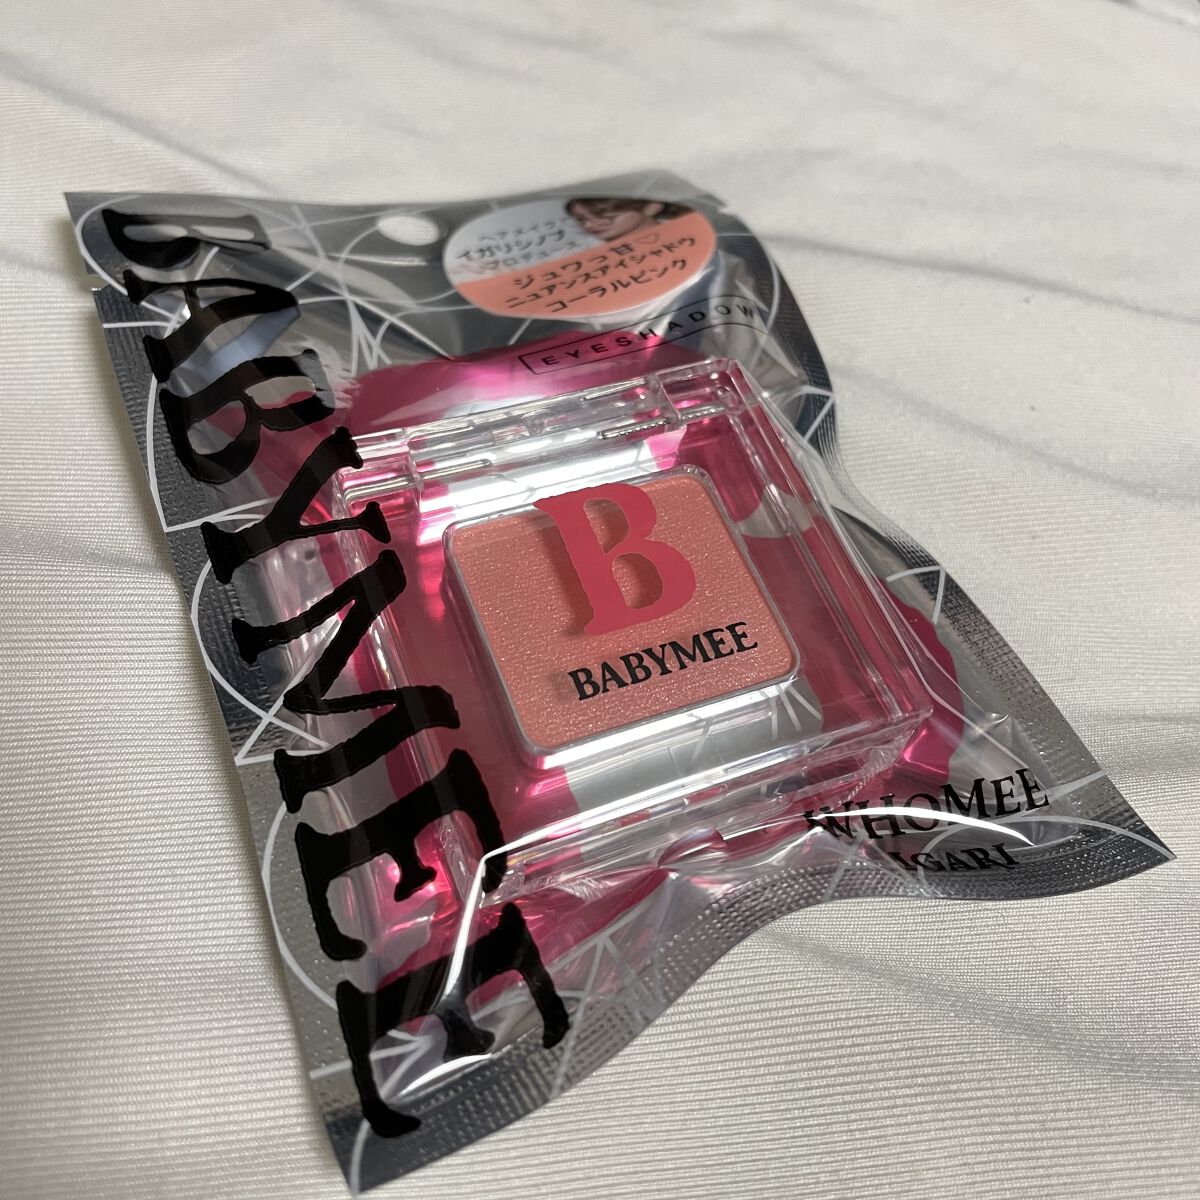 ヘアメイク
イガリシノブ
プロデュース
ジュワっ甘♡
ニュアンスアイシャドウ
コーラルピンク
EYESHADOW
BABYMEE
B
BABYMEE
WHOMEE
IGARI